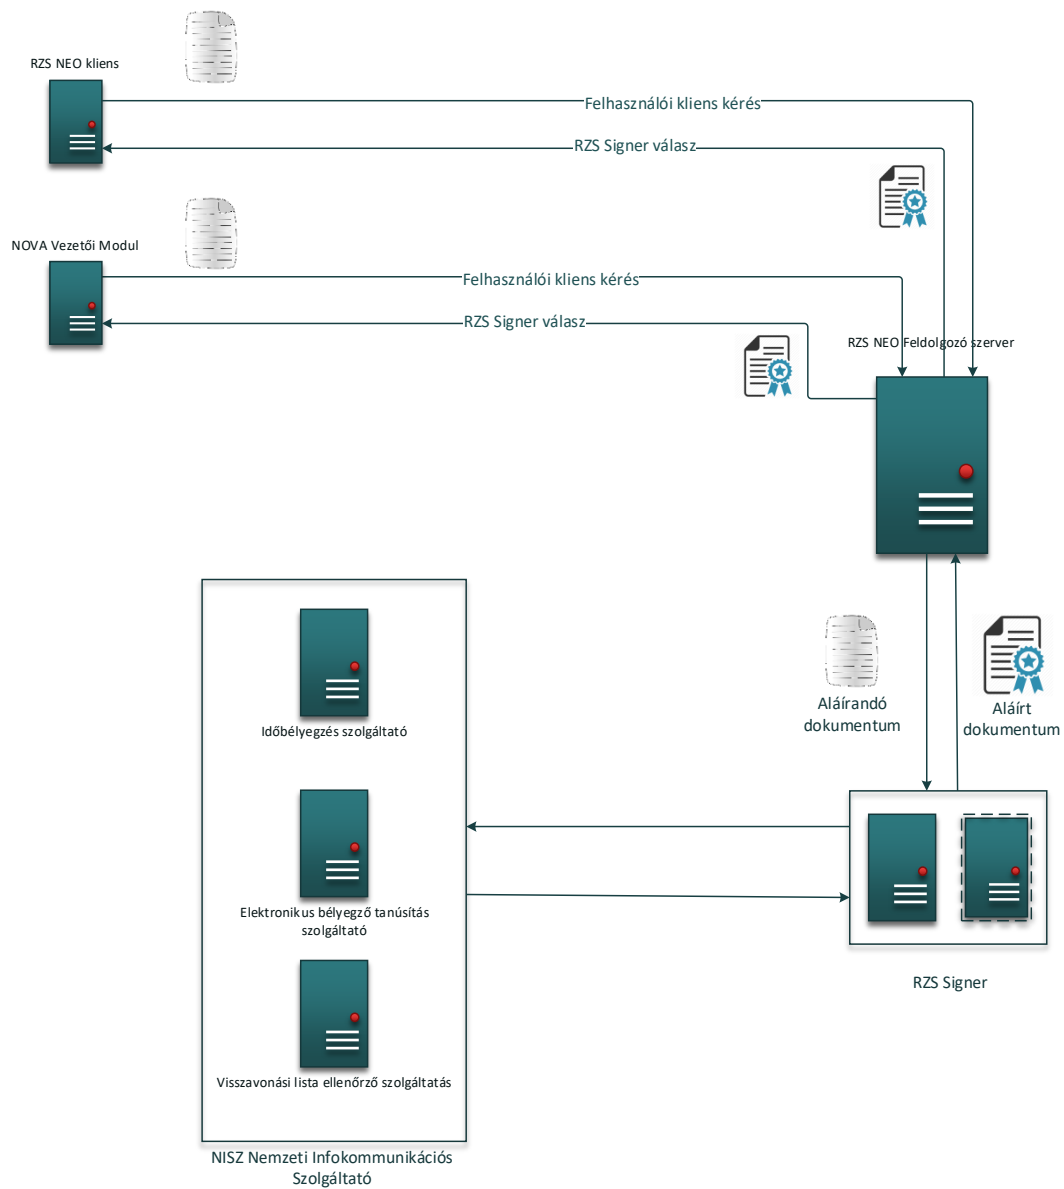 RZS NEO kliens
Felhasználói kliens kérés
RZS Signer válasz
NOVA Vezetői Modul
Felhasználói kliens kérés
RZS Signer válasz
RZS NEO Feldolgozó szerver
Időbélyegzés szolgáltató
Aláírandó
dokumentum
Aláírt
dokumentum
Elektronikus bélyegző tanúsítás
szolgáltató
RZS Signer
Visszavonási lista ellenőrző szolgáltatás
NISZ Nemzeti Infokommunikációs
Szolgáltató